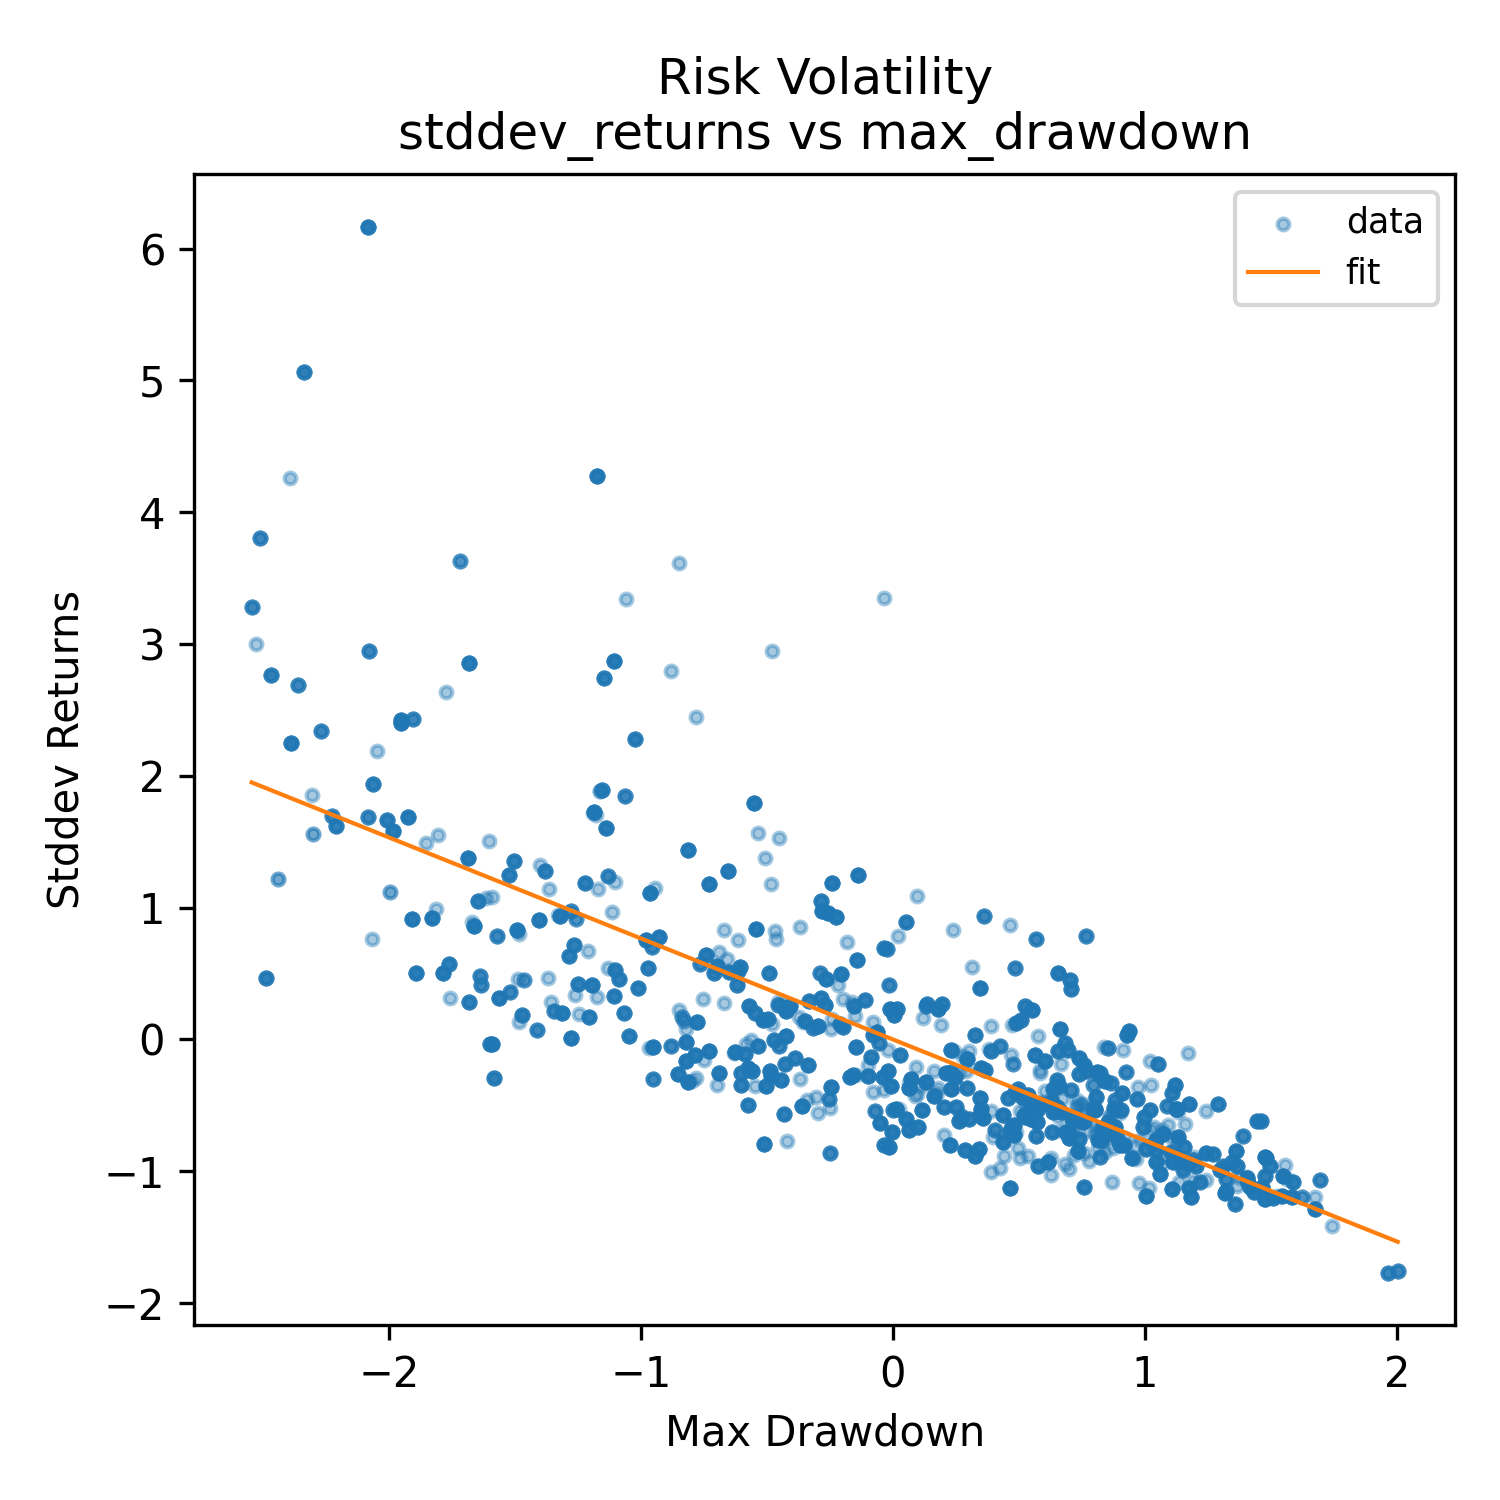 Risk Volatility
stddev_returns vs max_drawdown
data
fit
6
5
4
3
2
1
0
−1
−2
Stddev Returns
−2
−1
0
1
2
Max Drawdown